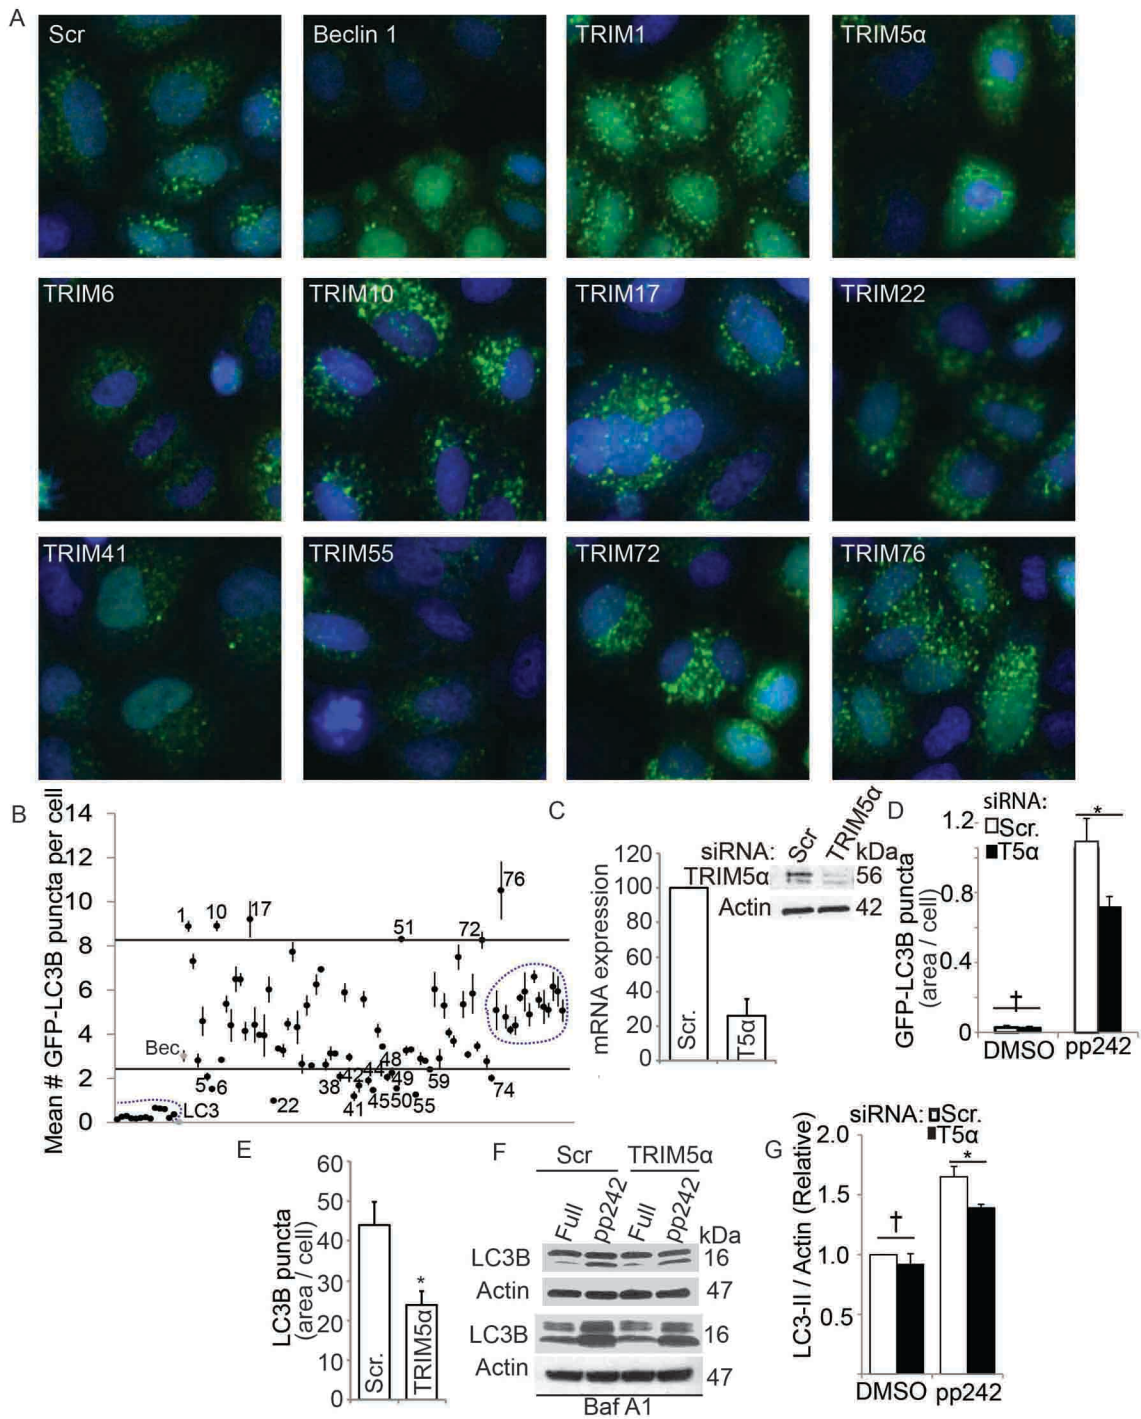 A
Scr
Beclin 1
TRIM1
TRIM5α
TRIM6
TRIM10
TRIM17
TRIM22
TRIM41
TRIM55
TRIM72
TRIM76
B
Mean # GFP-LC3B puncta per cell
14
12
10
8
6
4
2
0
1
10
17
51
72
76
Bec
5
6
22
38
42
41
44
45
48
49
50
55
59
74
LC3
C
mRNA expression
120
100
80
60
40
20
0
Scr.
T5α
siRNA:
Scr
TRIM5α
kDa
TRIM5α
56
Actin
42
D
siRNA:
Scr.
T5α
GFP-LC3B puncta
(area / cell)
1.2
0.8
0.4
0
†
*
DMSO
pp242
E
LC3B puncta
(area / cell)
60
50
40
30
20
10
0
*
Scr.
TRIM5α
F
Scr
TRIM5α
Full
pp242
Full
pp242
kDa
LC3B
16
Actin
47
LC3B
16
Actin
47
Baf A1
G
siRNA:
Scr.
T5α
LC3-II / Actin (Relative)
2.0
1.5
1.0
0.5
†
*
DMSO
pp242